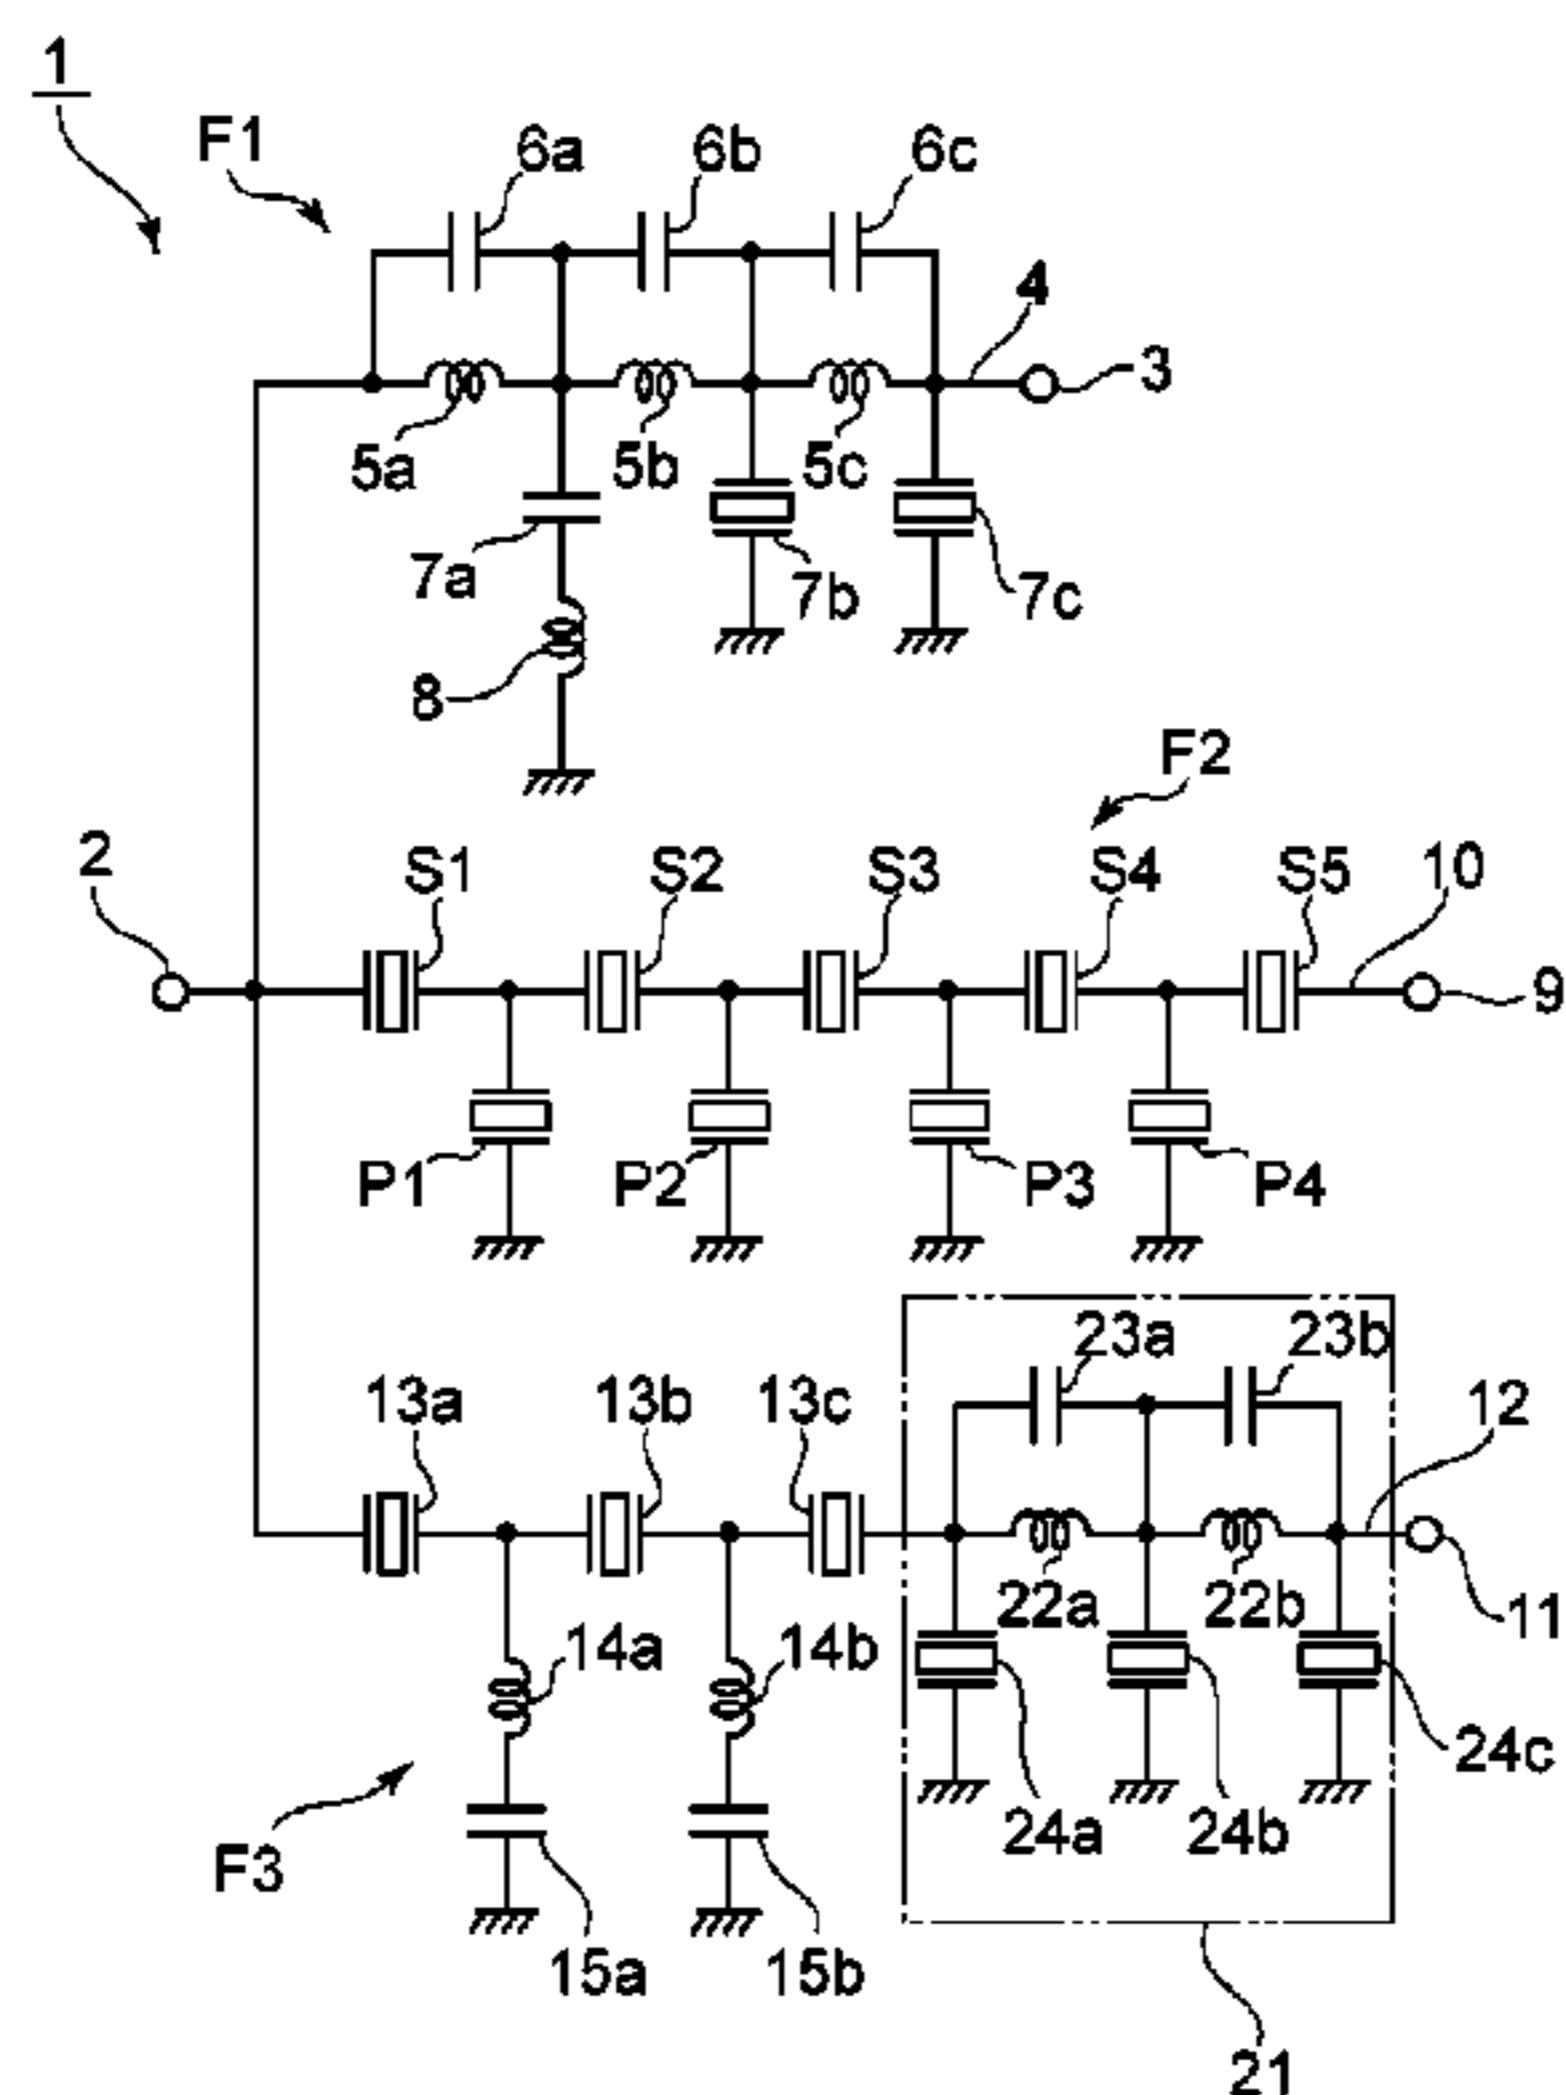 1
F1
6a 6b 6c
4
3
5a 5b 5c
7a 7b 7c
8
F2
2
S1 S2 S3 S4 S5 10
9
P1 P2 P3 P4
23a 23b
13a 13b 13c 12
22a 22b 11
14a 14b
24c
24a 24b
F3
15a 15b
21